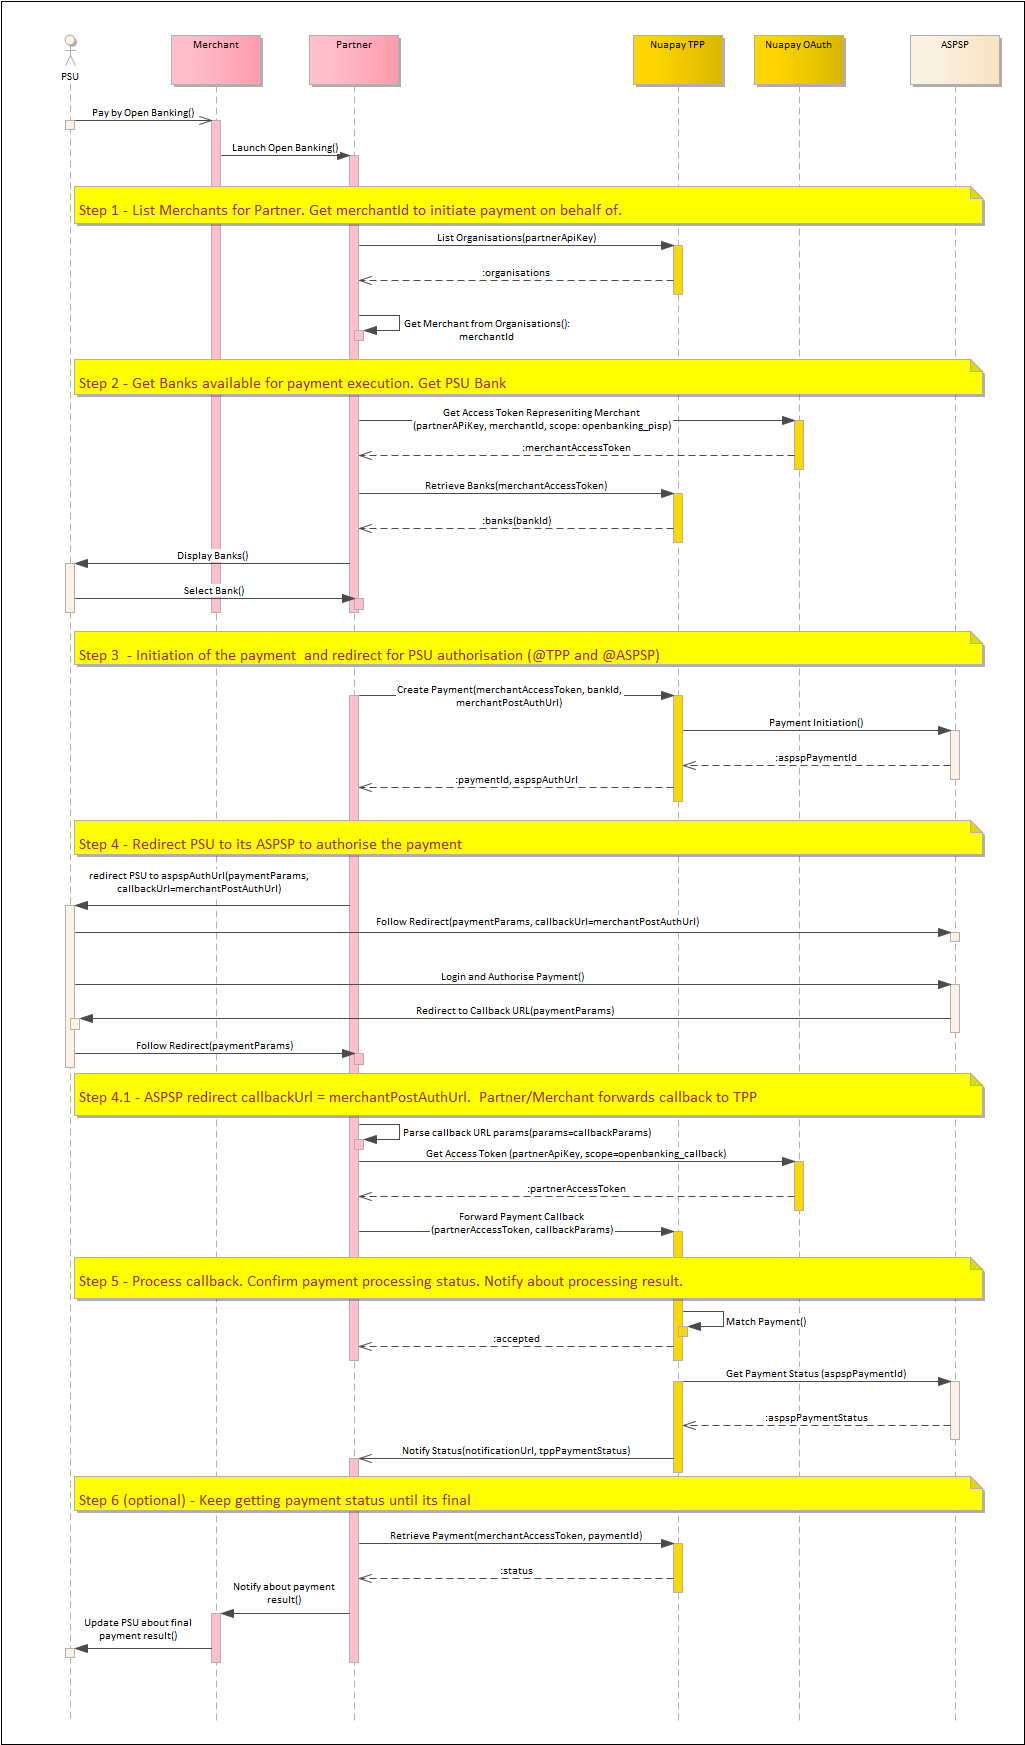 PSU
Merchant
Partner
Nuapay TPP
Nuapay OAuth
ASPSP
Pay by Open Banking()
Launch Open Banking()
Step 1 - List Merchants for Partner. Get merchantId to initiate payment on behalf of.
List Organisations(partnerApiKey)
:organisations
Get Merchant from Organisations():
merchantId
Step 2 - Get Banks available for payment execution. Get PSU Bank
Get Access Token Represeniting Merchant
(partnerAPiKey, merchantId, scope: openbanking_pisp)
:merchantAccessToken
Retrieve Banks(merchantAccessToken)
:banks(bankId)
Display Banks()
Select Bank()
Step 3  - Initiation of the payment  and redirect for PSU authorisation (@TPP and @ASPSP)
Create Payment(merchantAccessToken, bankId,
merchantPostAuthUrl)
Payment Initiation()
:aspspPaymentId
:paymentId, aspspAuthUrl
Step 4 - Redirect PSU to its ASPSP to authorise the payment
redirect PSU to aspspAuthUrl(paymentParams,
callbackUrl=merchantPostAuthUrl)
Follow Redirect(paymentParams, callbackUrl=merchantPostAuthUrl)
Login and Authorise Payment()
Redirect to Callback URL(paymentParams)
Follow Redirect(paymentParams)
Step 4.1 - ASPSP redirect callbackUrl = merchantPostAuthUrl.  Partner/Merchant forwards callback to TPP
Parse callback URL params(params=callbackParams)
Get Access Token (partnerApiKey, scope=openbanking_callback)
:partnerAccessToken
Forward Payment Callback
(partnerAccessToken, callbackParams)
Step 5 - Process callback. Confirm payment processing status. Notify about processing result.
Match Payment()
:accepted
Get Payment Status (aspspPaymentId)
:aspspPaymentStatus
Notify Status(notificationUrl, tppPaymentStatus)
Step 6 (optional) - Keep getting payment status until its final
Retrieve Payment(merchantAccessToken, paymentId)
:status
Notify about payment
result()
Update PSU about final
payment result()